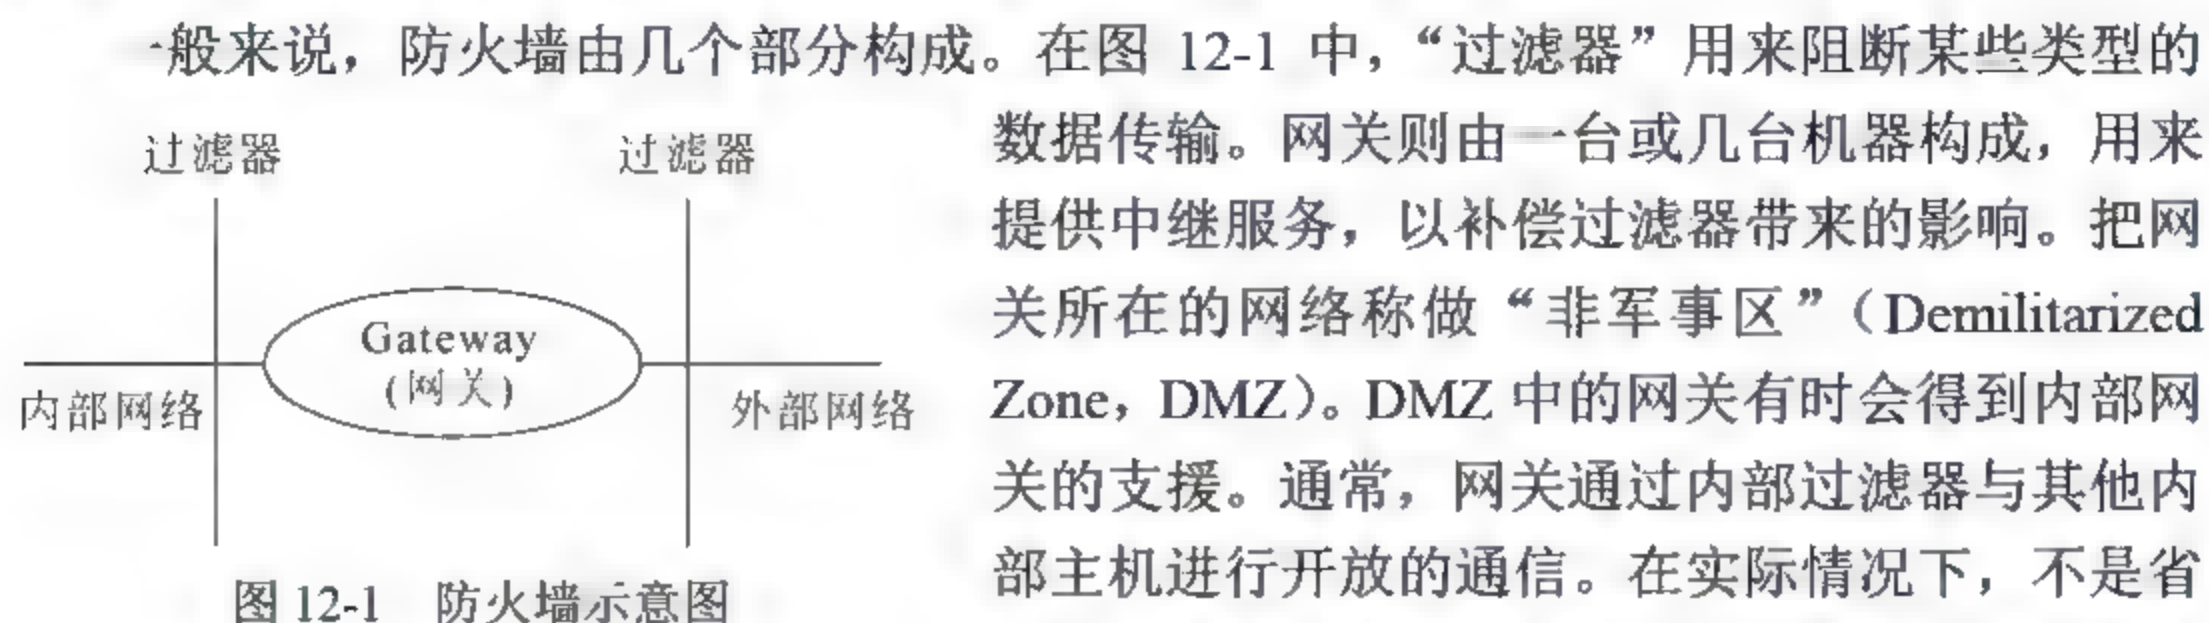 一般来说，防火墙由几个部分构成。在图 12-1 中，“过滤器”用来阻断某些类型的
数据传输。网关则由一台或几台机器构成，用来
提供中继服务，以补偿过滤器带来的影响。把网
关所在的网络称做“非军事区”（Demilitarized
Zone，DMZ）。DMZ 中的网关有时会得到内部网
关的支援。通常，网关通过内部过滤器与其他内
部主机进行开放的通信。在实际情况下，不是省
过滤器
过滤器
Gateway
(网关)
内部网络
外部网络
图 12-1 防火墙示意图